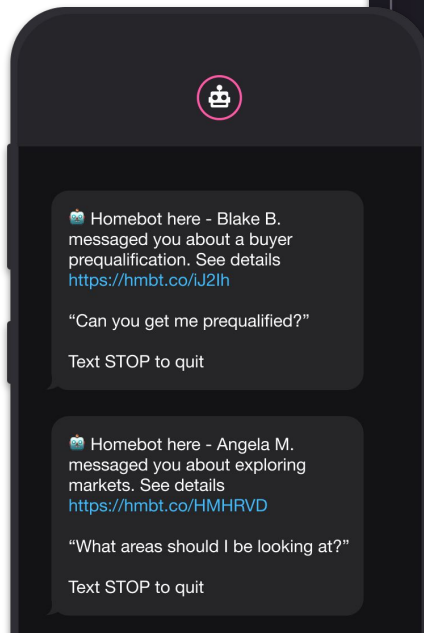 🤖 Homebot here - Blake B.
messaged you about a buyer
prequalification. See details
https://hmbt.co/iJ2Ih
“Can you get me prequalified?”
Text STOP to quit
🤖 Homebot here - Angela M.
messaged you about exploring
markets. See details
https://hmbt.co/HMHRVD
“What areas should I be looking at?”
Text STOP to quit